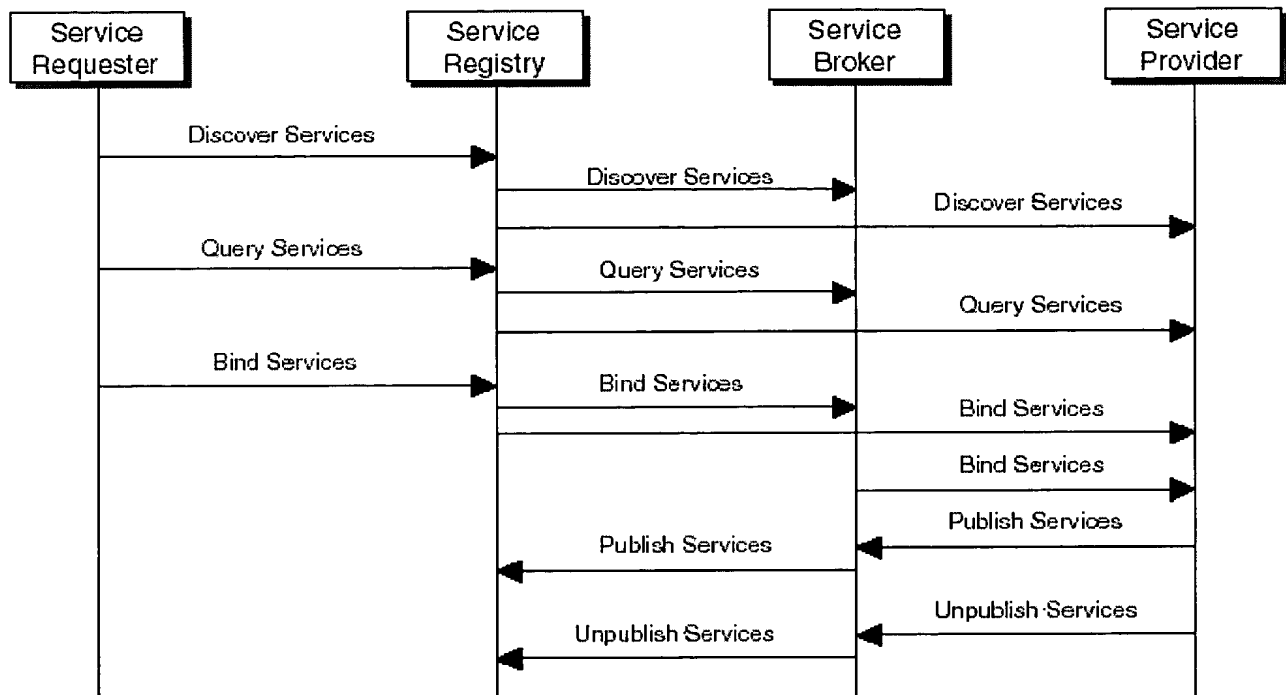 Service
Requester
Service
Registry
Service
Broker
Service
Provider
Discover Services
Discover Services
Discover Services
Query Services
Query Services
Query Services
Bind Services
Bind Services
Bind Services
Bind Services
Publish Services
Publish Services
Unpublish Services
Unpublish Services